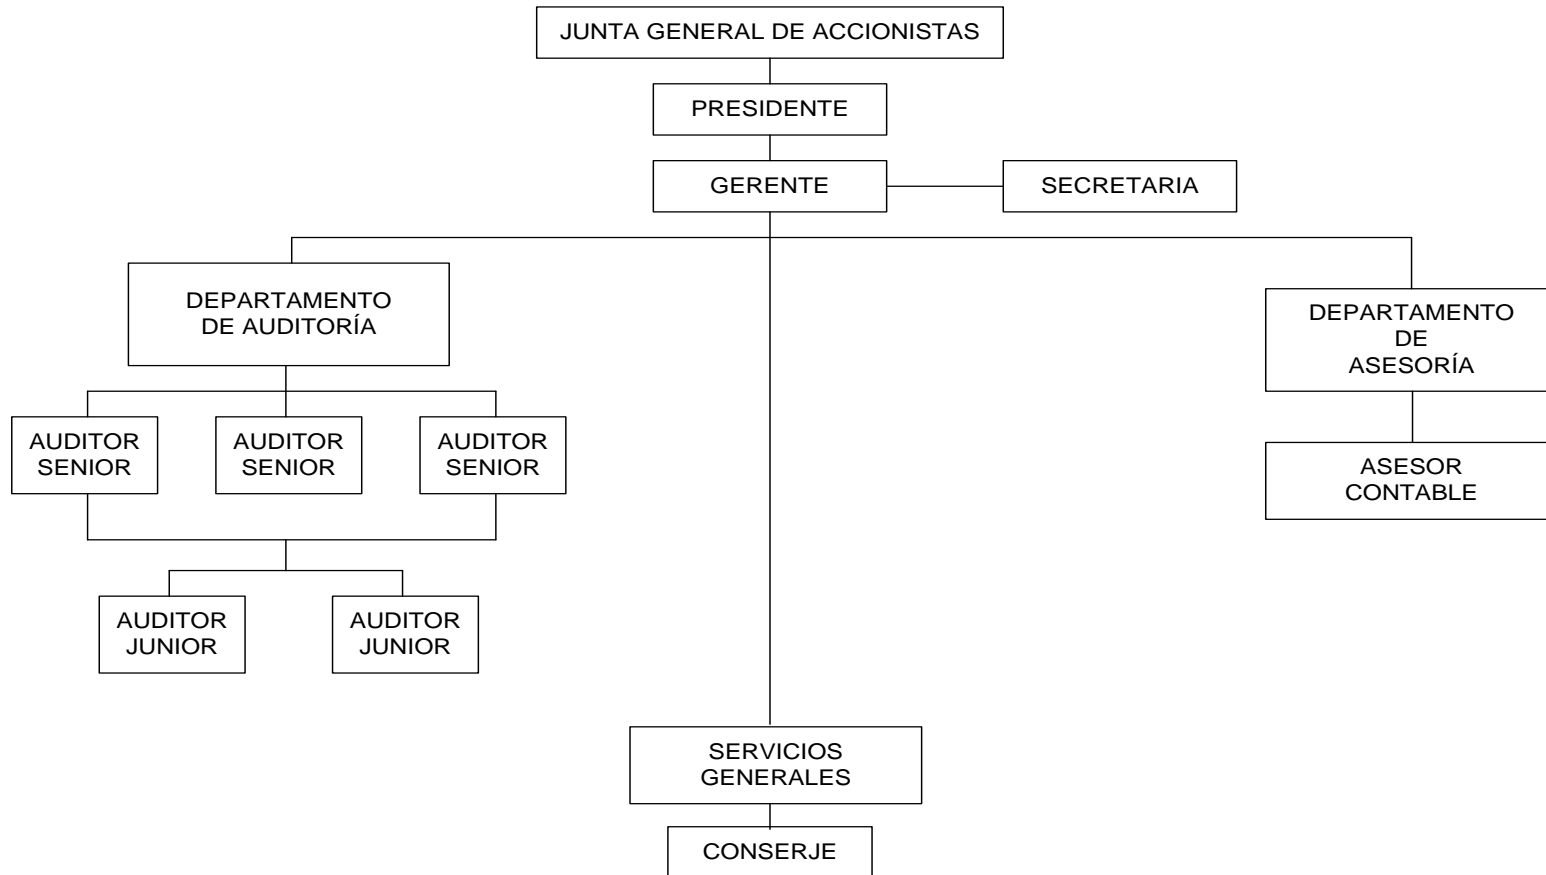 JUNTA GENERAL DE ACCIONISTAS
PRESIDENTE
GERENTE
SECRETARIA
DEPARTAMENTO
DE AUDITORÍA
DEPARTAMENTO
DE
ASESORÍA
AUDITOR
SENIOR
AUDITOR
SENIOR
AUDITOR
SENIOR
ASESOR
CONTABLE
AUDITOR
JUNIOR
AUDITOR
JUNIOR
SERVICIOS
GENERALES
CONSERJE